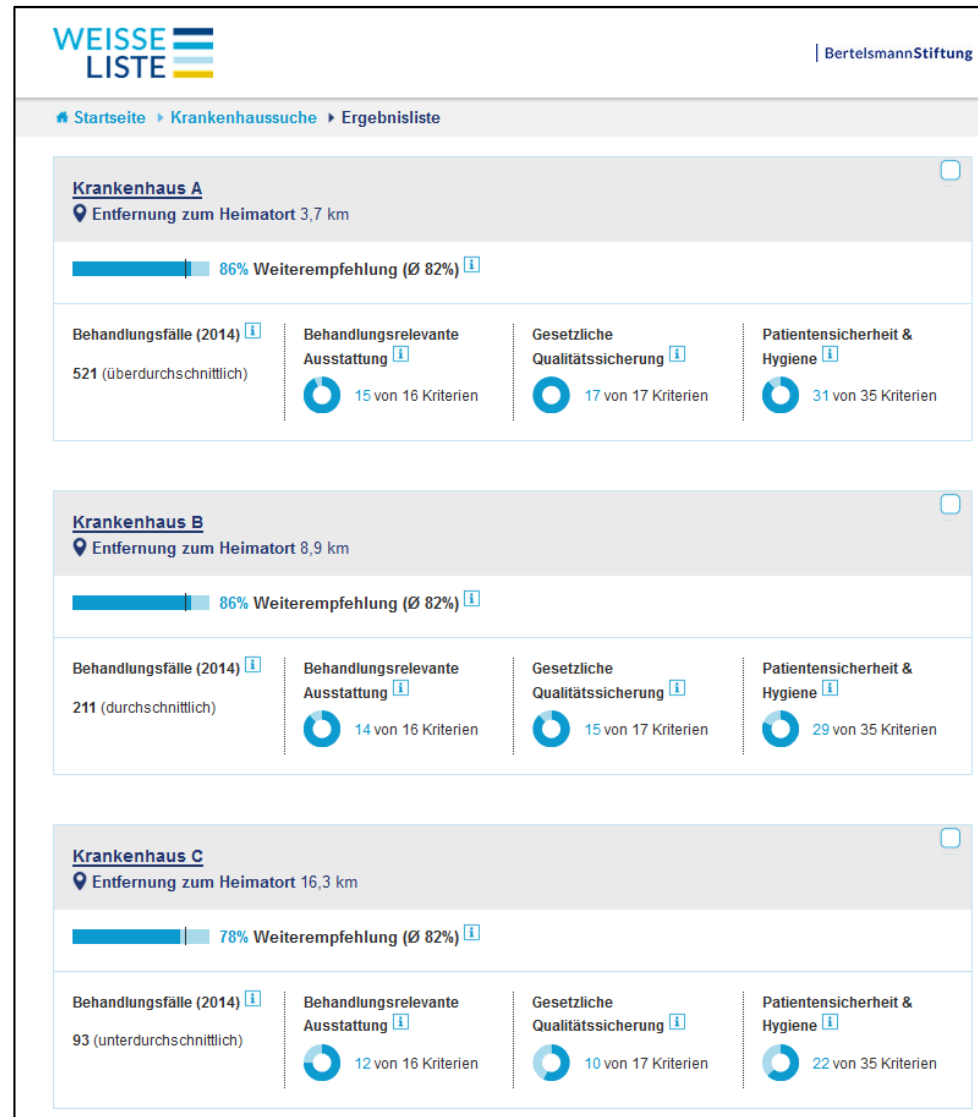 WEISSE
LISTE
BertelsmannStiftung
Startseite Krankenhaussuche Ergebnisliste
Krankenhaus A
Entfernung zum Heimatort 3,7 km
86% Weiterempfehlung (Ø 82%) i
Behandlungsfälle (2014) i
521 (überdurchschnittlich)
Behandlungsrelevante
Ausstattung i
15 von 16 Kriterien
Gesetzliche
Qualitätssicherung i
17 von 17 Kriterien
Patientensicherheit &
Hygiene i
31 von 35 Kriterien
Krankenhaus B
Entfernung zum Heimatort 8,9 km
86% Weiterempfehlung (Ø 82%) i
Behandlungsfälle (2014) i
211 (durchschnittlich)
Behandlungsrelevante
Ausstattung i
14 von 16 Kriterien
Gesetzliche
Qualitätssicherung i
15 von 17 Kriterien
Patientensicherheit &
Hygiene i
29 von 35 Kriterien
Krankenhaus C
Entfernung zum Heimatort 16,3 km
78% Weiterempfehlung (Ø 82%) i
Behandlungsfälle (2014) i
93 (unterdurchschnittlich)
Behandlungsrelevante
Ausstattung i
12 von 16 Kriterien
Gesetzliche
Qualitätssicherung i
10 von 17 Kriterien
Patientensicherheit &
Hygiene i
22 von 35 Kriterien